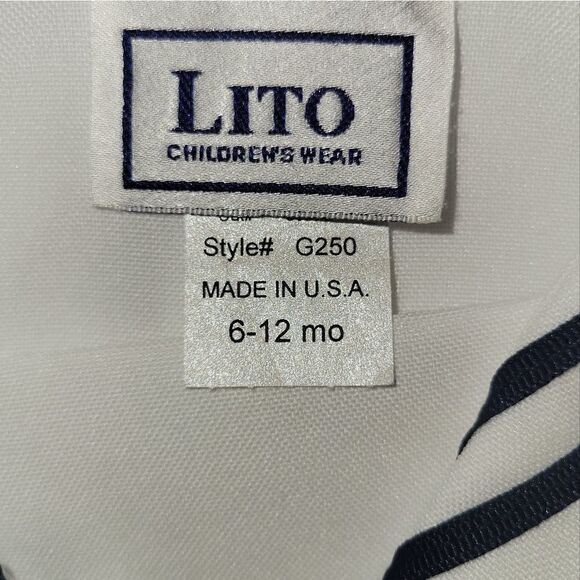 LITO
CHILDREN'S WEAR
Style# G250
MADE IN U.S.A.
6-12 mo